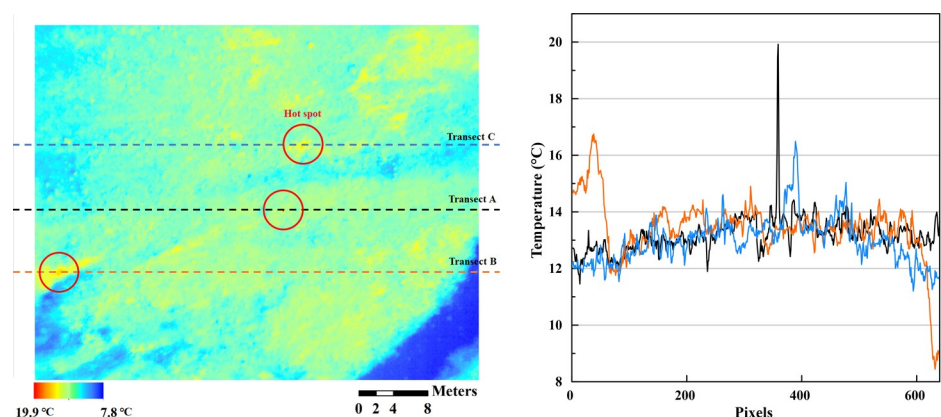 Hot spot
Transect C
Transect A
Transect B
19.9 °C 7.8 °C
Meters
0 2 4 8
20
18
16
14
12
10
8
Temperature (°C)
0 200 400 600
Pixels